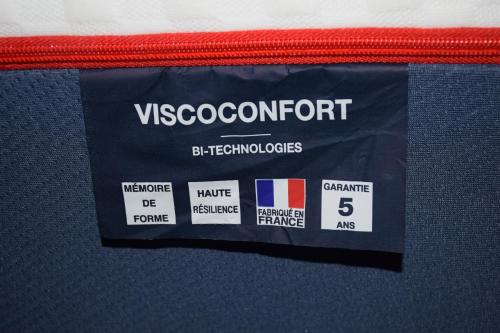 VISCOCONFORT
BI-TECHNOLOGIES
MÉMOIRE
DE
FORME
HAUTE
RÉSILIENCE
FABRIQUÉ EN
FRANCE
GARANTIE
5
ANS